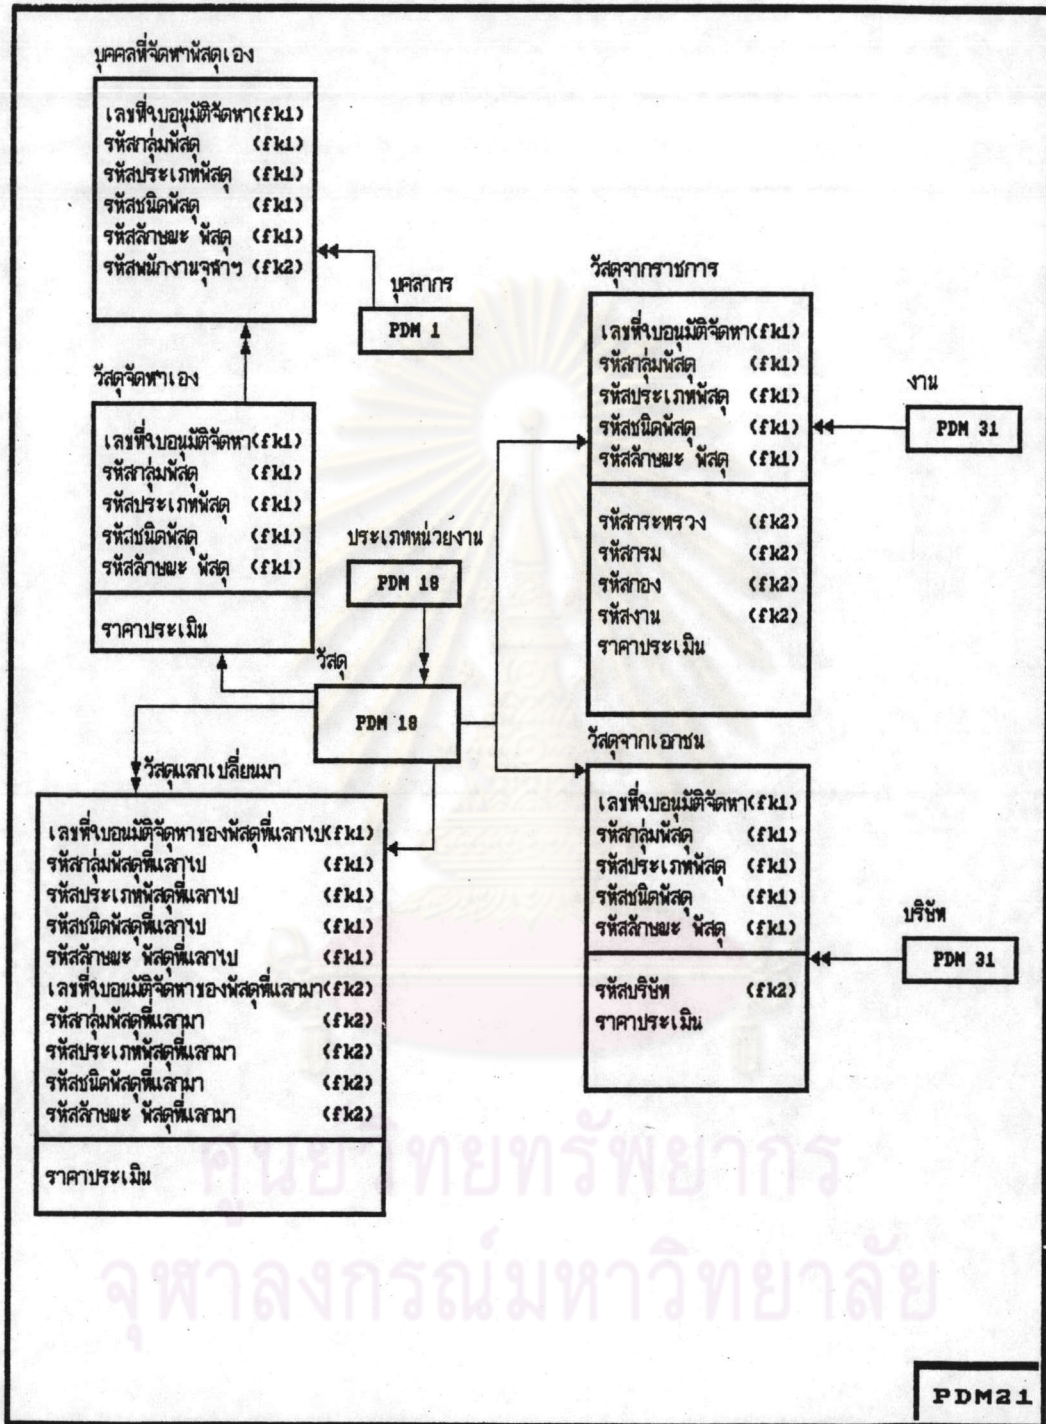 บุคคลที่จัดหาพัสดุเอง
เลขที่ใบอนุมัติจัดหา(fk1)
รหัสกลุ่มพัสดุ (fk1)
รหัสประเภทพัสดุ (fk1)
รหัสชนิดพัสดุ (fk1)
รหัสลักษณะ พัสดุ (fk1)
รหัสพนักงานจุฬาฯ (fk2)
บุคลากร
PDM 1
วัสดุจัดหาเอง
เลขที่ใบอนุมัติจัดหา(fk1)
รหัสกลุ่มพัสดุ (fk1)
รหัสประเภทพัสดุ (fk1)
รหัสชนิดพัสดุ (fk1)
รหัสลักษณะ พัสดุ (fk1)
ราคาประเมิน
ประเภทหน่วยงาน
PDM 18
วัสดุ
PDM 18
วัสดุจากราชการ
เลขที่ใบอนุมัติจัดหา(fk1)
รหัสกลุ่มพัสดุ (fk1)
รหัสประเภทพัสดุ (fk1)
รหัสชนิดพัสดุ (fk1)
รหัสลักษณะ พัสดุ (fk1)
รหัสกระทรวง (fk2)
รหัสกรม (fk2)
รหัสกอง (fk2)
รหัสงาน (fk2)
ราคาประเมิน
งาน
PDM 31
วัสดุแลกเปลี่ยนมา
เลขที่ใบอนมัติจัดหาของพัสดุที่แลกไป(fk1)
รหัสกลุ่มพัสดุที่แลกไป (fk1)
รหัสประเภทพัสดุที่แลกไป (fk1)
รหัสชนิดพัสดุที่แลกไป (fk1)
รหัสลักษณะ พัสดุที่แลกไป (fk1)
เลขที่ใบอนมัติจัดหาของพัสดุที่แลกมา(fk2)
รหัสกลุ่มพัสดุที่แลกมา (fk2)
รหัสประเภทพัสดุที่แลกมา (fk2)
รหัสชนิดพัสดุที่แลกมา (fk2)
รหัสลักษณะ พัสดุที่แลกมา (fk2)
ราคาประเมิน
วัสดุจากเอกชน
เลขที่ใบอนุมัติจัดหา(fk1)
รหัสกลุ่มพัสดุ (fk1)
รหัสประเภทพัสดุ (fk1)
รหัสชนิดพัสดุ (fk1)
รหัสลักษณะ พัสดุ (fk1)
รหัสบริษัท (fk2)
ราคาประเมิน
บริษัท
PDM 31
ศูนย์วิทยทรัพยากร
จุฬาลงกรณ์มหาวิทยาลัย
PDM21